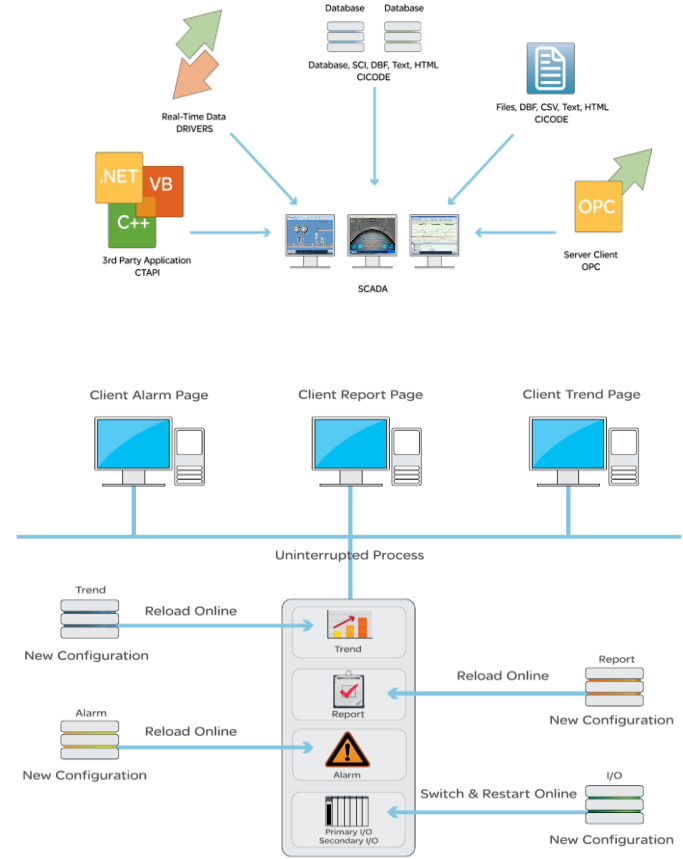 Database
Database
Database, SCI, DBF, Text, HTML
CICODE
Real-Time Data
DRIVERS
Files, DBF, CSV, Text, HTML
CICODE
.NET
VB
C++
3rd Party Application
CTAPI
OPC
Server Client
OPC
SCADA
Client Alarm Page
Client Report Page
Client Trend Page
Uninterrupted Process
Trend
Reload Online
New Configuration
Trend
Report
Reload Online
New Configuration
Report
Alarm
Reload Online
New Configuration
Alarm
I/O
Switch & Restart Online
New Configuration
Primary I/O
Secondary I/O